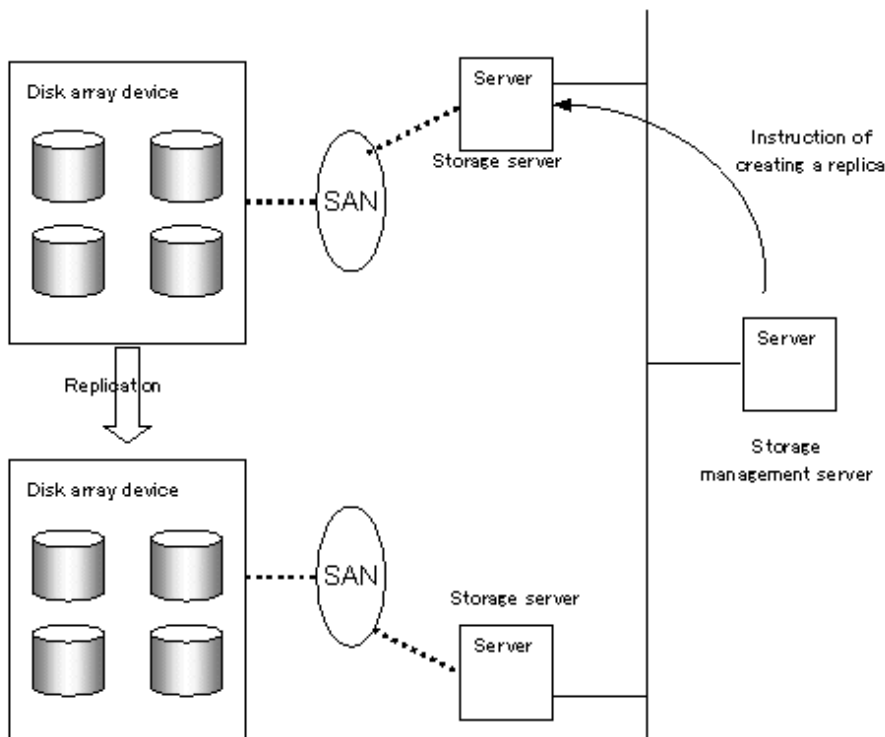 Disk array device
Server
Storage server
SAN
Instruction of
creating a replica
Server
Storage
management server
Replication
Disk array device
SAN
Storage server
Server